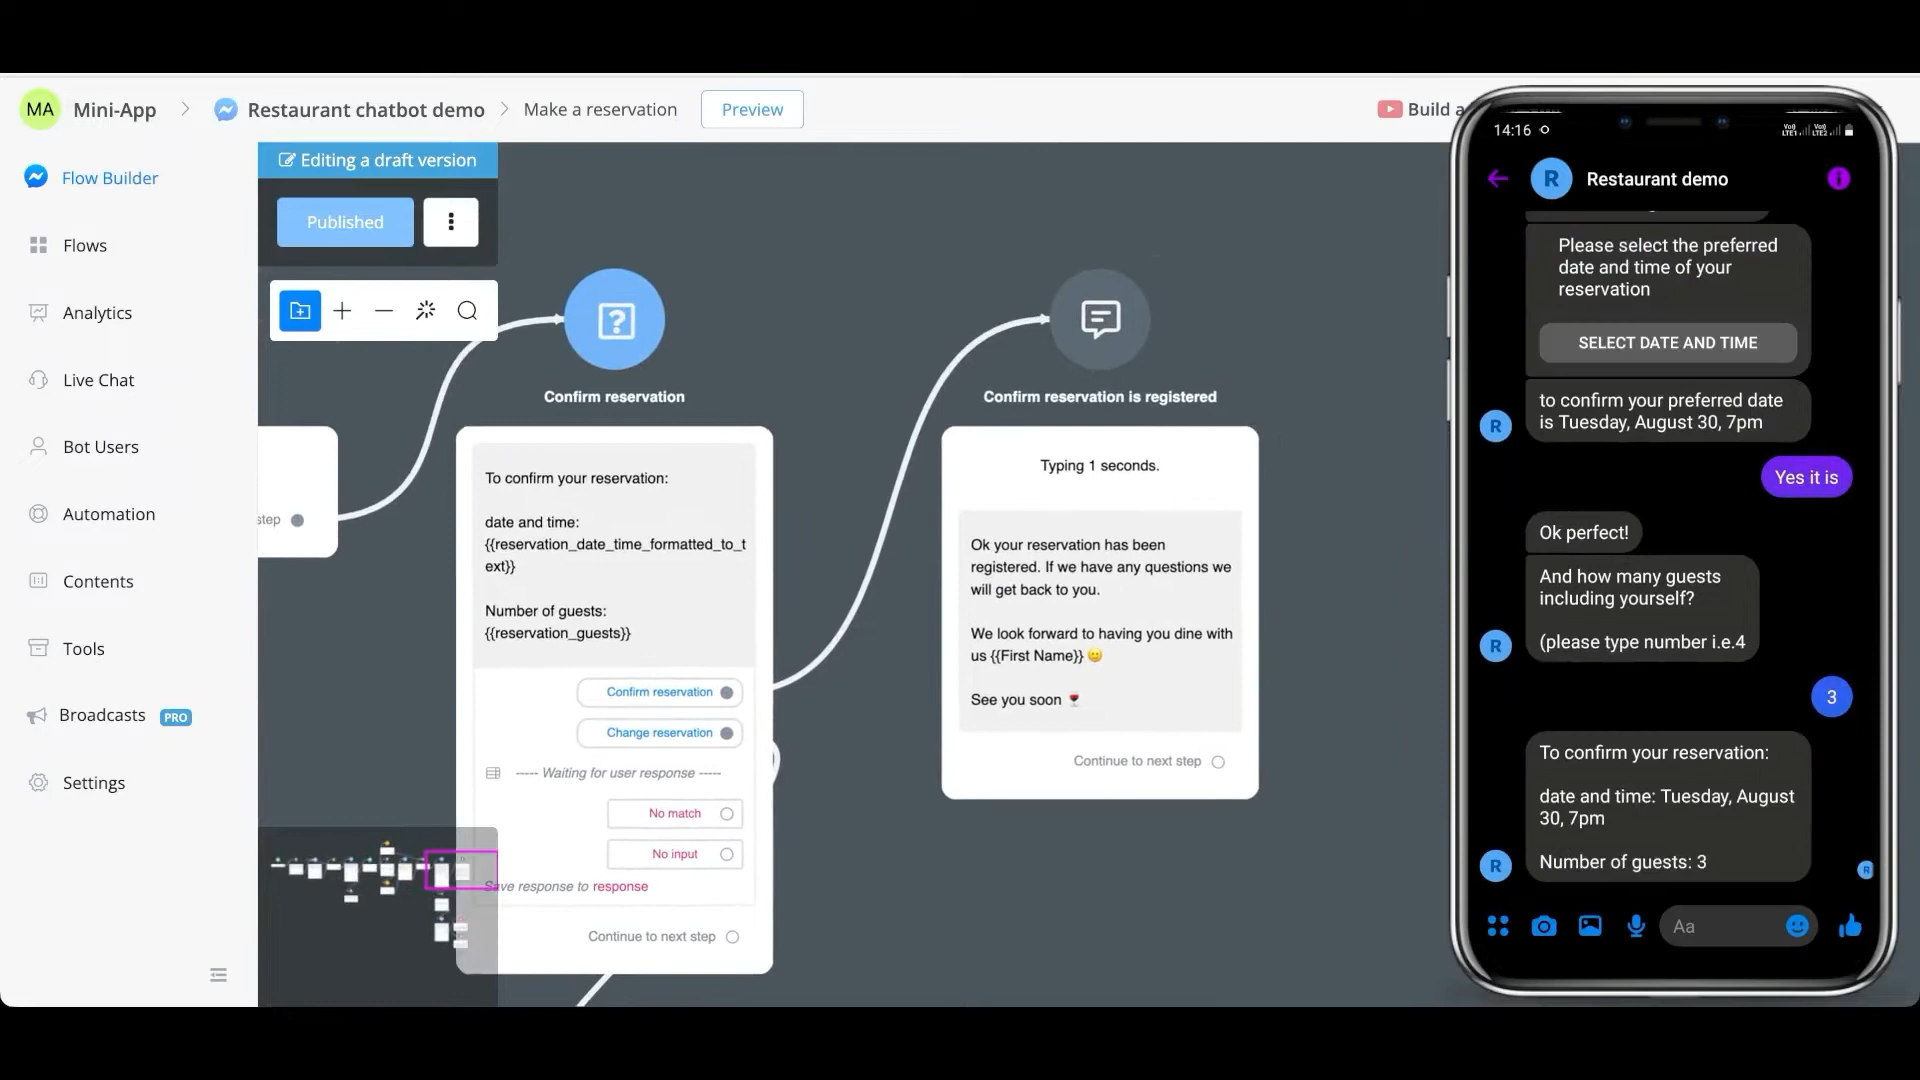 MA Mini-App > Restaurant chatbot demo > Make a reservation Preview
Build a
Flow Builder
Flows
Analytics
Live Chat
Bot Users
Automation
Contents
Tools
Broadcasts PRO
Settings
Editing a draft version
Published
step
Confirm reservation
To confirm your reservation:
date and time:
{{reservation_date_time_formatted_to_t
ext}}
Number of guests:
{{reservation_guests}}
Confirm reservation
Change reservation
----- Waiting for user response -----
No match
No input
Save response to response
Continue to next step
Confirm reservation is registered
Typing 1 seconds.
Ok your reservation has been
registered. If we have any questions we
will get back to you.
We look forward to having you dine with
us {{First Name}} 🙂
See you soon 🍷
Continue to next step
14:16
R Restaurant demo
Please select the preferred
date and time of your
reservation
SELECT DATE AND TIME
to confirm your preferred date
is Tuesday, August 30, 7pm
R
Yes it is
Ok perfect!
And how many guests
including yourself?
(please type number i.e.4
R
3
To confirm your reservation:
date and time: Tuesday, August
30, 7pm
Number of guests: 3
R
R
Aa